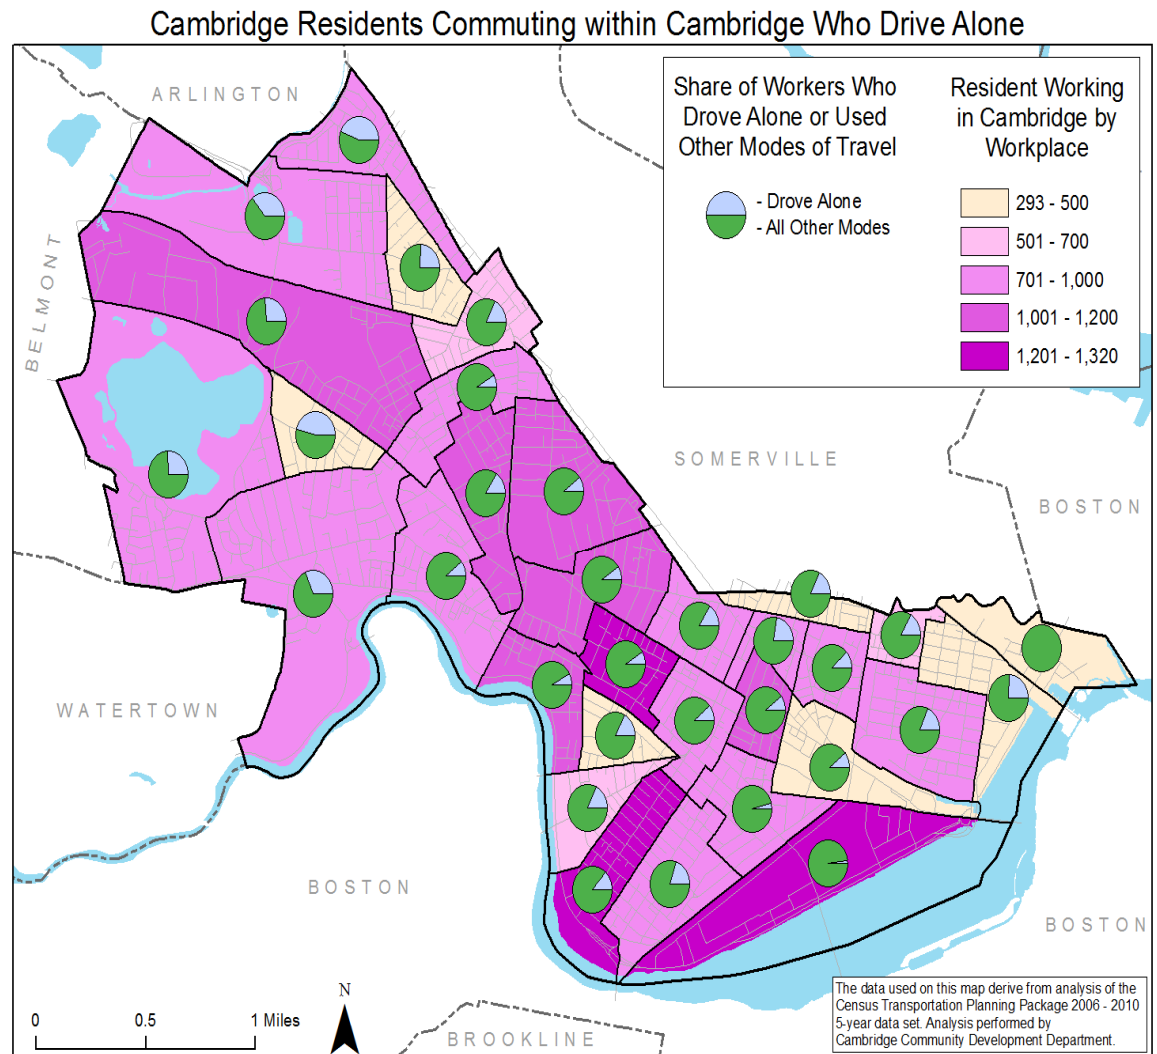 Cambridge Residents Commuting within Cambridge Who Drive Alone
ARLINGTON
BELMONT
SOMERVILLE
BOSTON
WATERTOWN
BOSTON
BOSTON
BROOKLINE
Share of Workers Who
Drove Alone or Used
Other Modes of Travel
- Drove Alone
- All Other Modes
Resident Working
in Cambridge by
Workplace
293 - 500
501 - 700
701 - 1,000
1,001 - 1,200
1,201 - 1,320
0 0.5 1 Miles
N
The data used on this map derive from analysis of the
Census Transportation Planning Package 2006 - 2010
5-year data set. Analysis performed by
Cambridge Community Development Department.